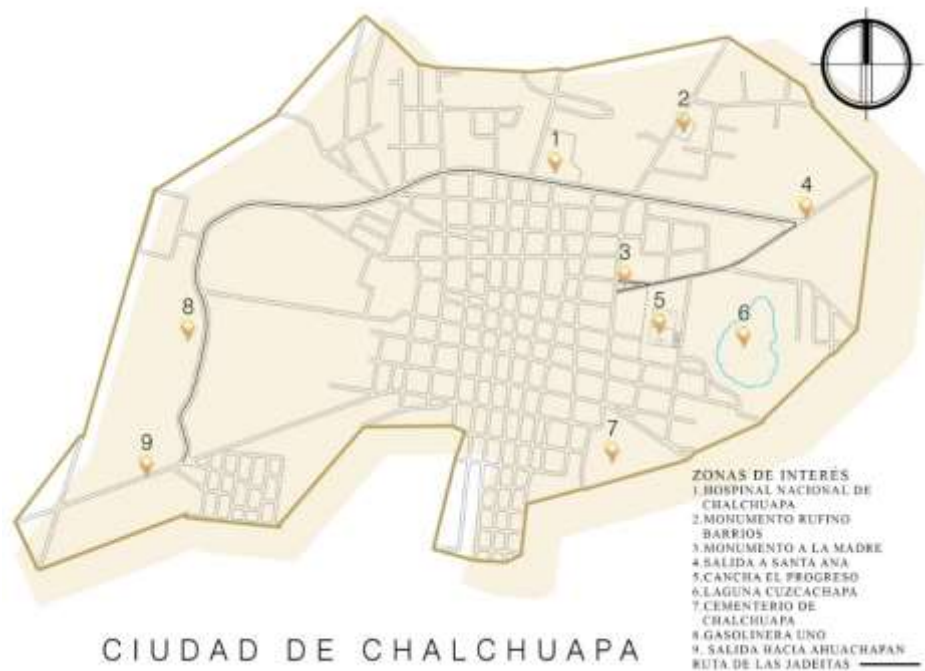 2
1
4
3
5
6
8
7
9
ZONAS DE INTERÉS
1.HOSPINAL NACIONAL DE
CHALCHUAPA
2.MONUMENTO RUFINO
BARRIOS
3.MONUMENTO A LA MADRE
4.SALIDA A SANTA ANA
5.CANCHA EL PROGRESO
6.LAGUNA CUZCACHAPA
7.CEMENTERIO DE
CHALCHUAPA
8.GASOLINERA UNO
9. SALIDA HACIA AHUACHAPAN
RUTA DE LAS JADEITAS
CIUDAD DE CHALCHUAPA